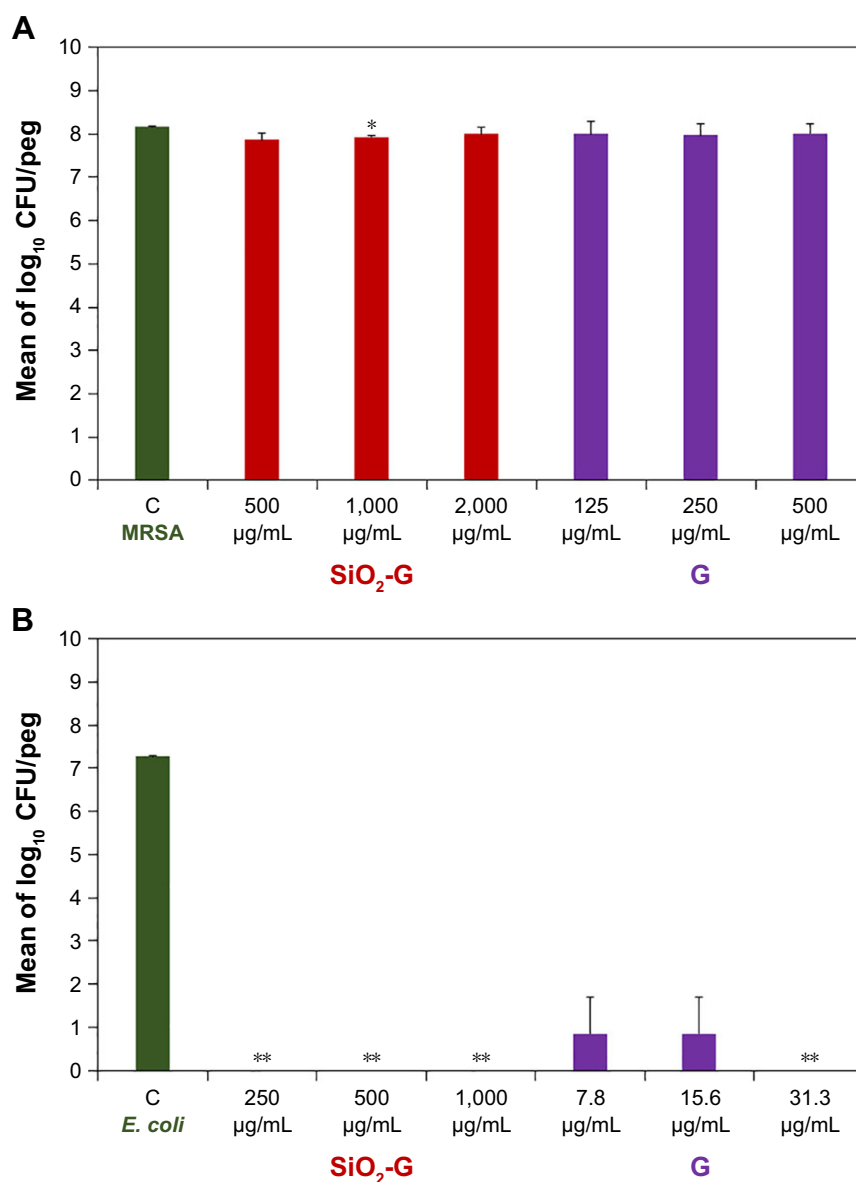 A
Mean of log₁₀ CFU/peg
10
9
8
7
6
5
4
3
2
1
0
*
C 500 1,000 2,000 125 250 500
MRSA µg/mL µg/mL µg/mL µg/mL µg/mL µg/mL
SiO₂-G G
B
Mean of log₁₀ CFU/peg
10
9
8
7
6
5
4
3
2
1
0
** ** ** **
C 250 500 1,000 7.8 15.6 31.3
E. coli µg/mL µg/mL µg/mL µg/mL µg/mL µg/mL
SiO₂-G G